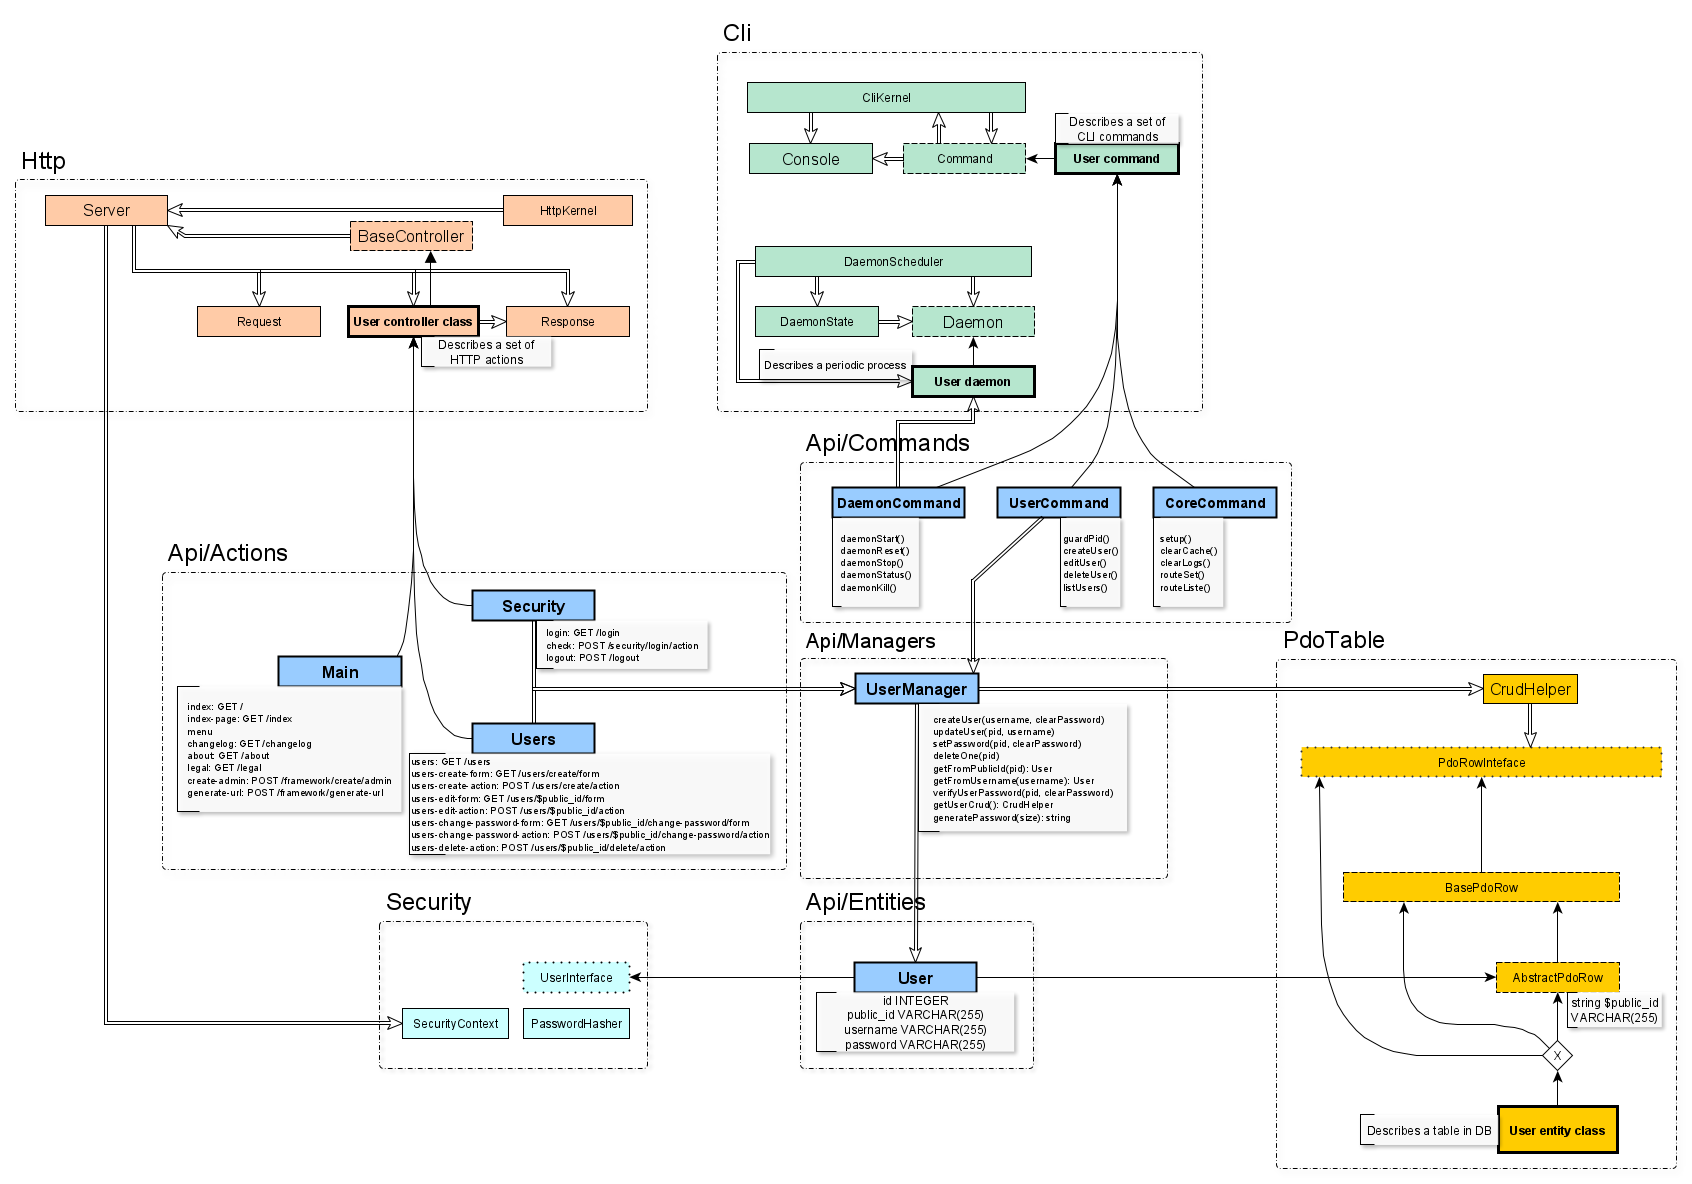 Cli
CliKernel
Describes a set of
CLI commands
Console
Command
User command
Http
Server
HttpKernel
BaseController
Request
User controller class
Response
Describes a set of
HTTP actions
DaemonScheduler
DaemonState
Daemon
Describes a periodic process
User daemon
Api/Commands
DaemonCommand
daemonStart()
daemonReset()
daemonStop()
daemonStatus()
daemonKill()
UserCommand
guardPid()
createUser()
editUser()
deleteUser()
listUsers()
CoreCommand
setup()
clearCache()
clearLogs()
routeSet()
routeListe()
Api/Actions
Security
login: GET /login
check: POST /security/login/action
logout: POST /logout
Main
index: GET /
index-page: GET /index
menu
changelog: GET /changelog
about: GET /about
legal: GET /legal
create-admin: POST /framework/create/admin
generate-url: POST /framework/generate-url
Users
users: GET /users
users-create-form: GET /users/create/form
users-create-action: POST /users/create/action
users-edit-form: GET /users/$public_id/form
users-edit-action: POST /users/$public_id/action
users-change-password-form: GET /users/$public_id/change-password/form
users-change-password-action: POST /users/$public_id/change-password/action
users-delete-action: POST /users/$public_id/delete/action
Api/Managers
UserManager
createUser(username, clearPassword)
updateUser(pid, username)
setPassword(pid, clearPassword)
deleteOne(pid)
getFromPublicId(pid): User
getFromUsername(username): User
verifyUserPassword(pid, clearPassword)
getUserCrud(): CrudHelper
generatePassword(size): string
PdoTable
CrudHelper
PdoRowInteface
BasePdoRow
AbstractPdoRow
string $public_id
VARCHAR(255)
X
Describes a table in DB
User entity class
Security
UserInterface
SecurityContext
PasswordHasher
Api/Entities
User
id INTEGER
public_id VARCHAR(255)
username VARCHAR(255)
password VARCHAR(255)